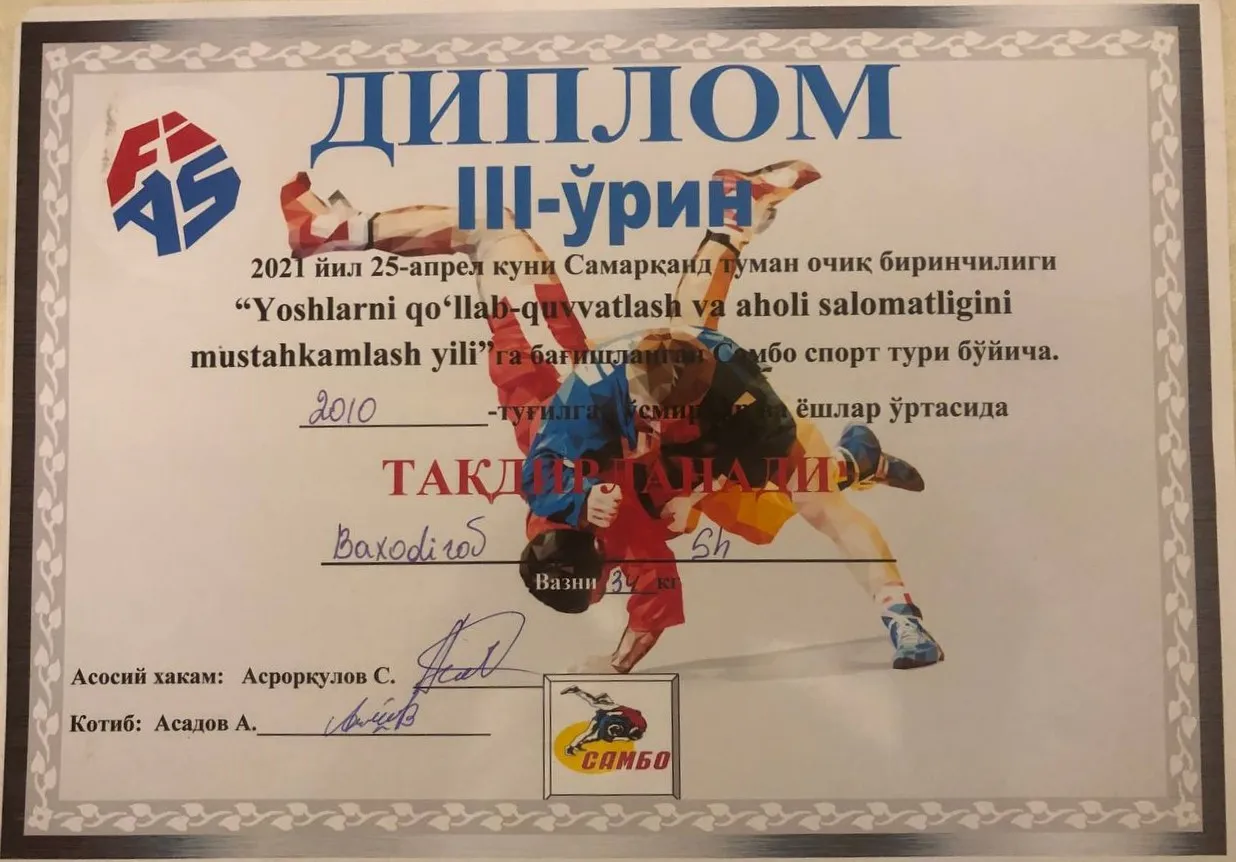 FIAS
ДИПЛОМ
III-ўрин
2021 йил 25-апрел куни Самарқанд туман очиқ биринчилиги
“Yoshlarni qo‘llab-quvvatlash va aholi salomatligini
mustahkamlash yili”га бағишланган Самбо спорт тури бўйича.
2010 -туғилган ўсмирлар ва ёшлар ўртасида
ТАҚДИРЛАНАДИ
Sh
Вазни 34 кг
Асосий хакам: Асрорқулов С.
Котиб: Асадов А.
САМБО